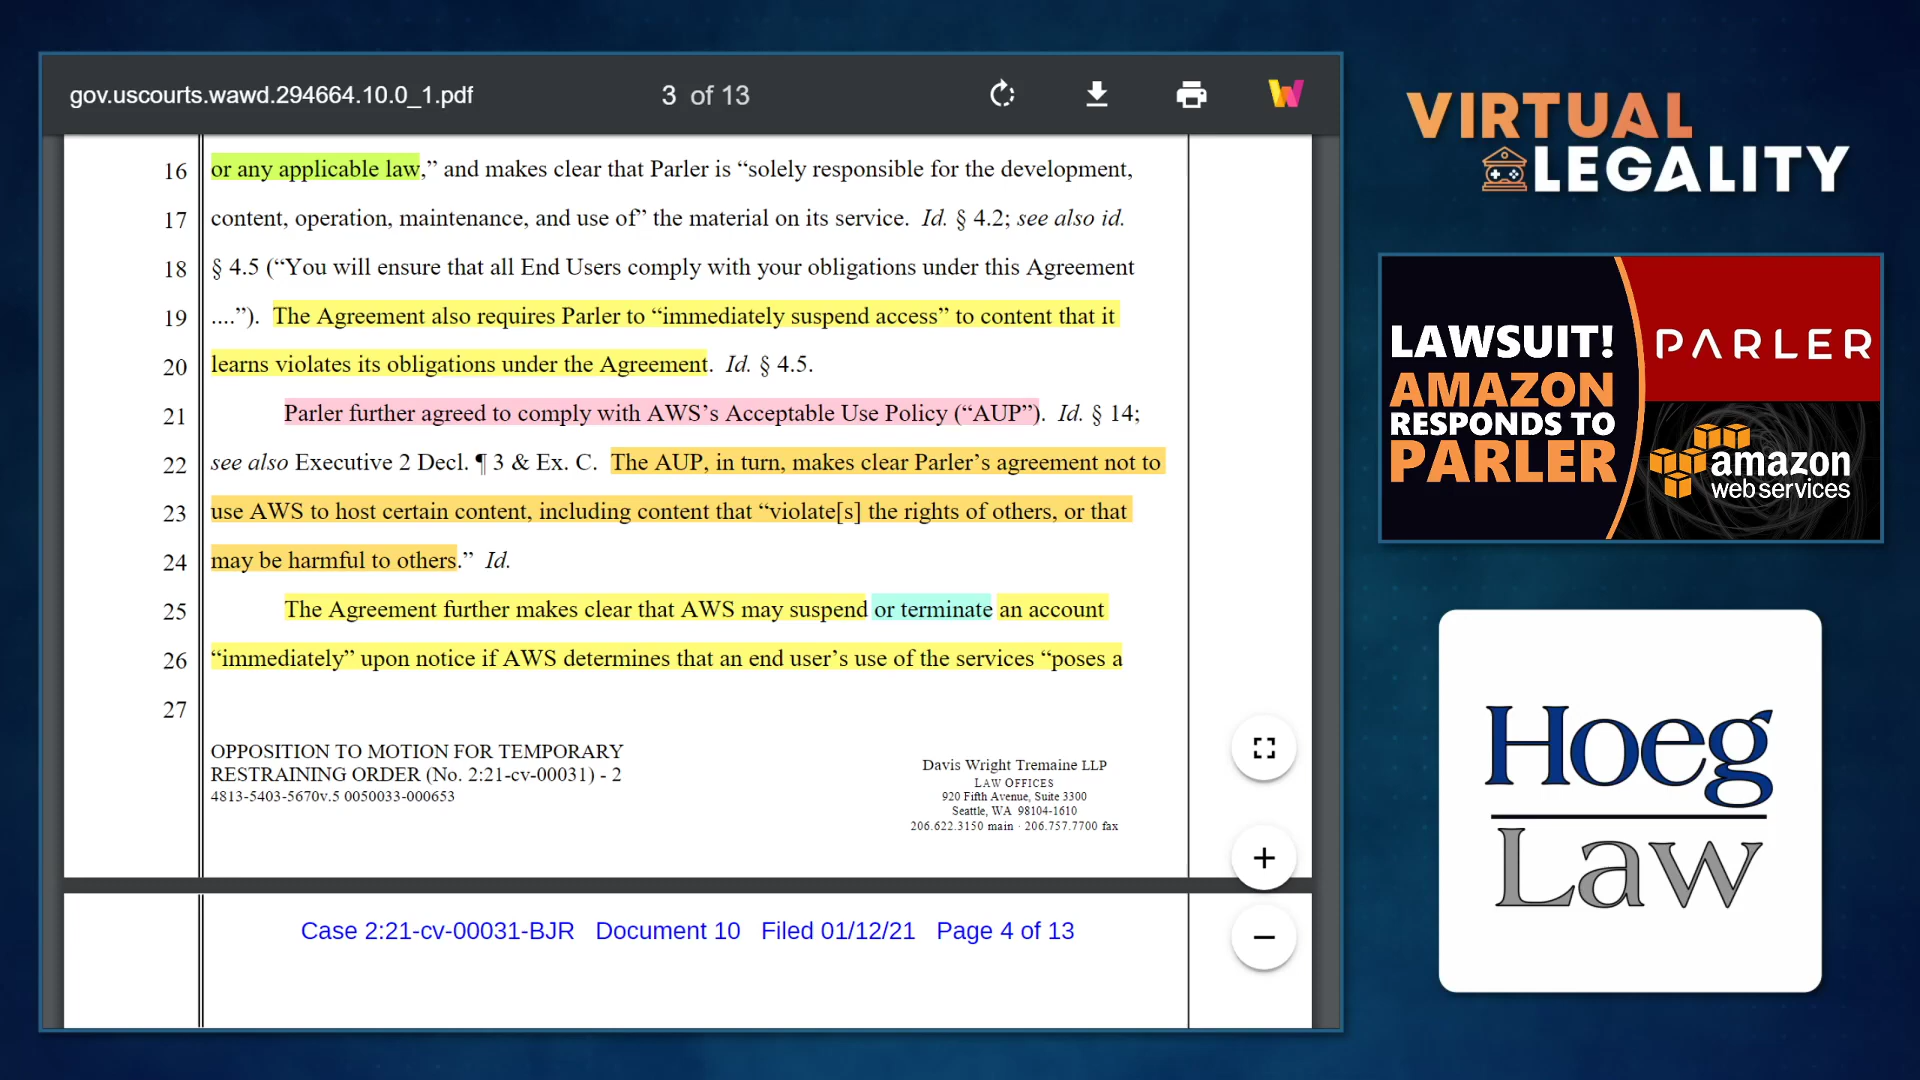 gov.uscourts.wawd.294664.10.0_1.pdf
3 of 13
16 or any applicable law,” and makes clear that Parler is “solely responsible for the development,
17 content, operation, maintenance, and use of” the material on its service. Id. § 4.2; see also id.
18 § 4.5 (“You will ensure that all End Users comply with your obligations under this Agreement
19 ....”). The Agreement also requires Parler to “immediately suspend access” to content that it
20 learns violates its obligations under the Agreement. Id. § 4.5.
21 Parler further agreed to comply with AWS’s Acceptable Use Policy (“AUP”). Id. § 14;
22 see also Executive 2 Decl. ¶ 3 & Ex. C. The AUP, in turn, makes clear Parler’s agreement not to
23 use AWS to host certain content, including content that “violate[s] the rights of others, or that
24 may be harmful to others.” Id.
25 The Agreement further makes clear that AWS may suspend or terminate an account
26 “immediately” upon notice if AWS determines that an end user’s use of the services “poses a
27
OPPOSITION TO MOTION FOR TEMPORARY
RESTRAINING ORDER (No. 2:21-cv-00031) - 2
4813-5403-5670v.5 0050033-000653
Davis Wright Tremaine LLP
LAW OFFICES
920 Fifth Avenue, Suite 3300
Seattle, WA 98104-1610
206.622.3150 main · 206.757.7700 fax
Case 2:21-cv-00031-BJR Document 10 Filed 01/12/21 Page 4 of 13
VIRTUAL
LEGALITY
LAWSUIT!
AMAZON
RESPONDS TO
PARLER
PARLER
amazon
webservices
Hoeg
Law